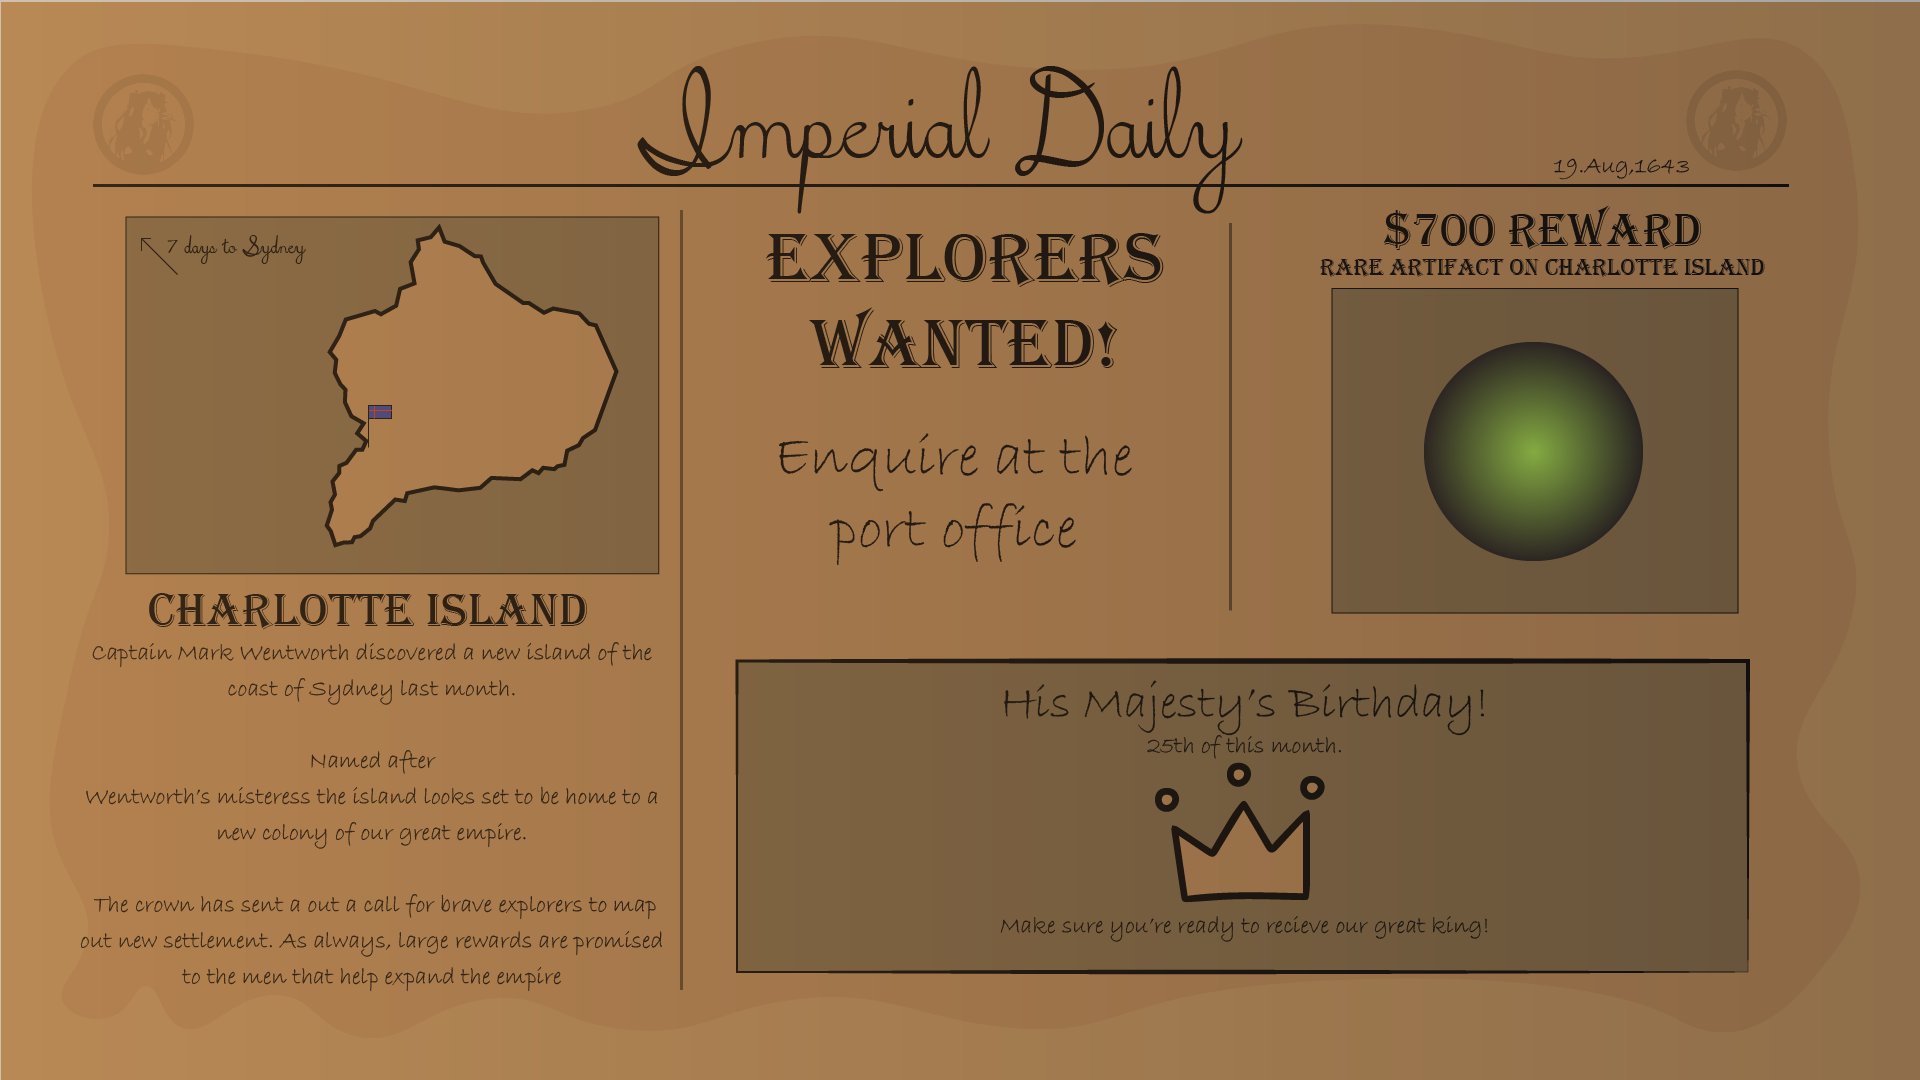 Imperial Daily
19.Aug,1643
7 days to Sydney
CHARLOTTE ISLAND
Captain Mark Wentworth discovered a new island of the
coast of Sydney last month.
Named after
Wentworth's misteress the island looks set to be home to a
new colony of our great empire.
The crown has sent a out a call for brave explorers to map
out new settlement. As always, large rewards are promised
to the men that help expand the empire
EXPLORERS
WANTED!
Enquire at the
port office
$700 REWARD
RARE ARTIFACT ON CHARLOTTE ISLAND
His Majesty's Birthday!
25th of this month.
Make sure you're ready to recieve our great king!